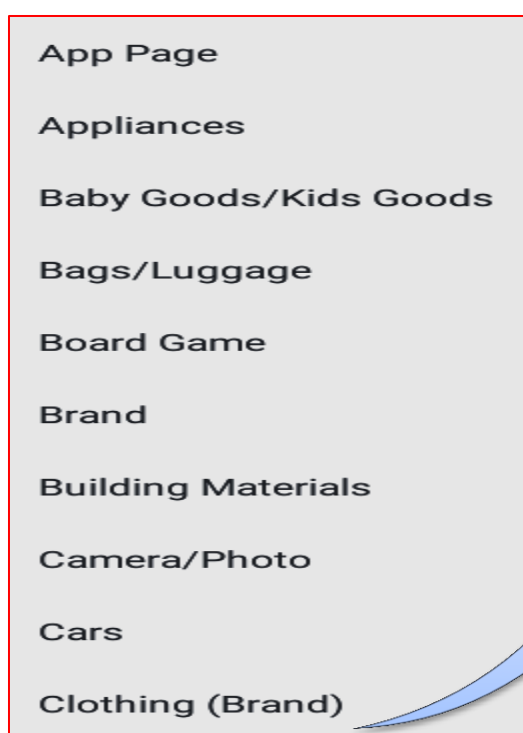 App Page
Appliances
Baby Goods/Kids Goods
Bags/Luggage
Board Game
Brand
Building Materials
Camera/Photo
Cars
Clothing (Brand)